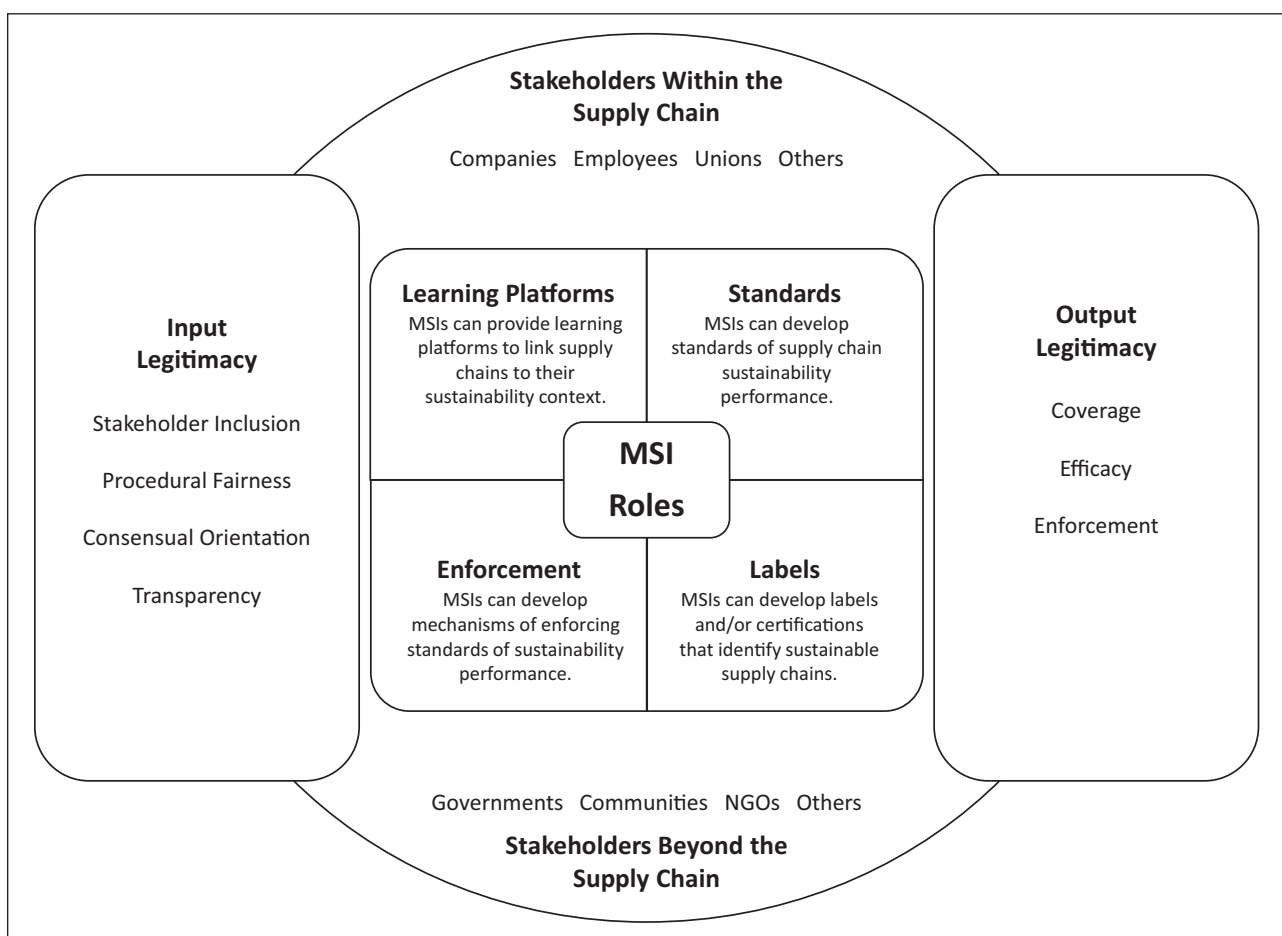 Stakeholders Within the
Supply Chain
Companies Employees Unions Others
Input
Legitimacy
Stakeholder Inclusion
Procedural Fairness
Consensual Orientation
Transparency
Learning Platforms
MSIs can provide learning
platforms to link supply
chains to their
sustainability context.
Standards
MSIs can develop
standards of supply chain
sustainability
performance.
MSI
Roles
Enforcement
MSIs can develop
mechanisms of enforcing
standards of sustainability
performance.
Labels
MSIs can develop labels
and/or certifications
that identify sustainable
supply chains.
Output
Legitimacy
Coverage
Efficacy
Enforcement
Governments Communities NGOs Others
Stakeholders Beyond the
Supply Chain